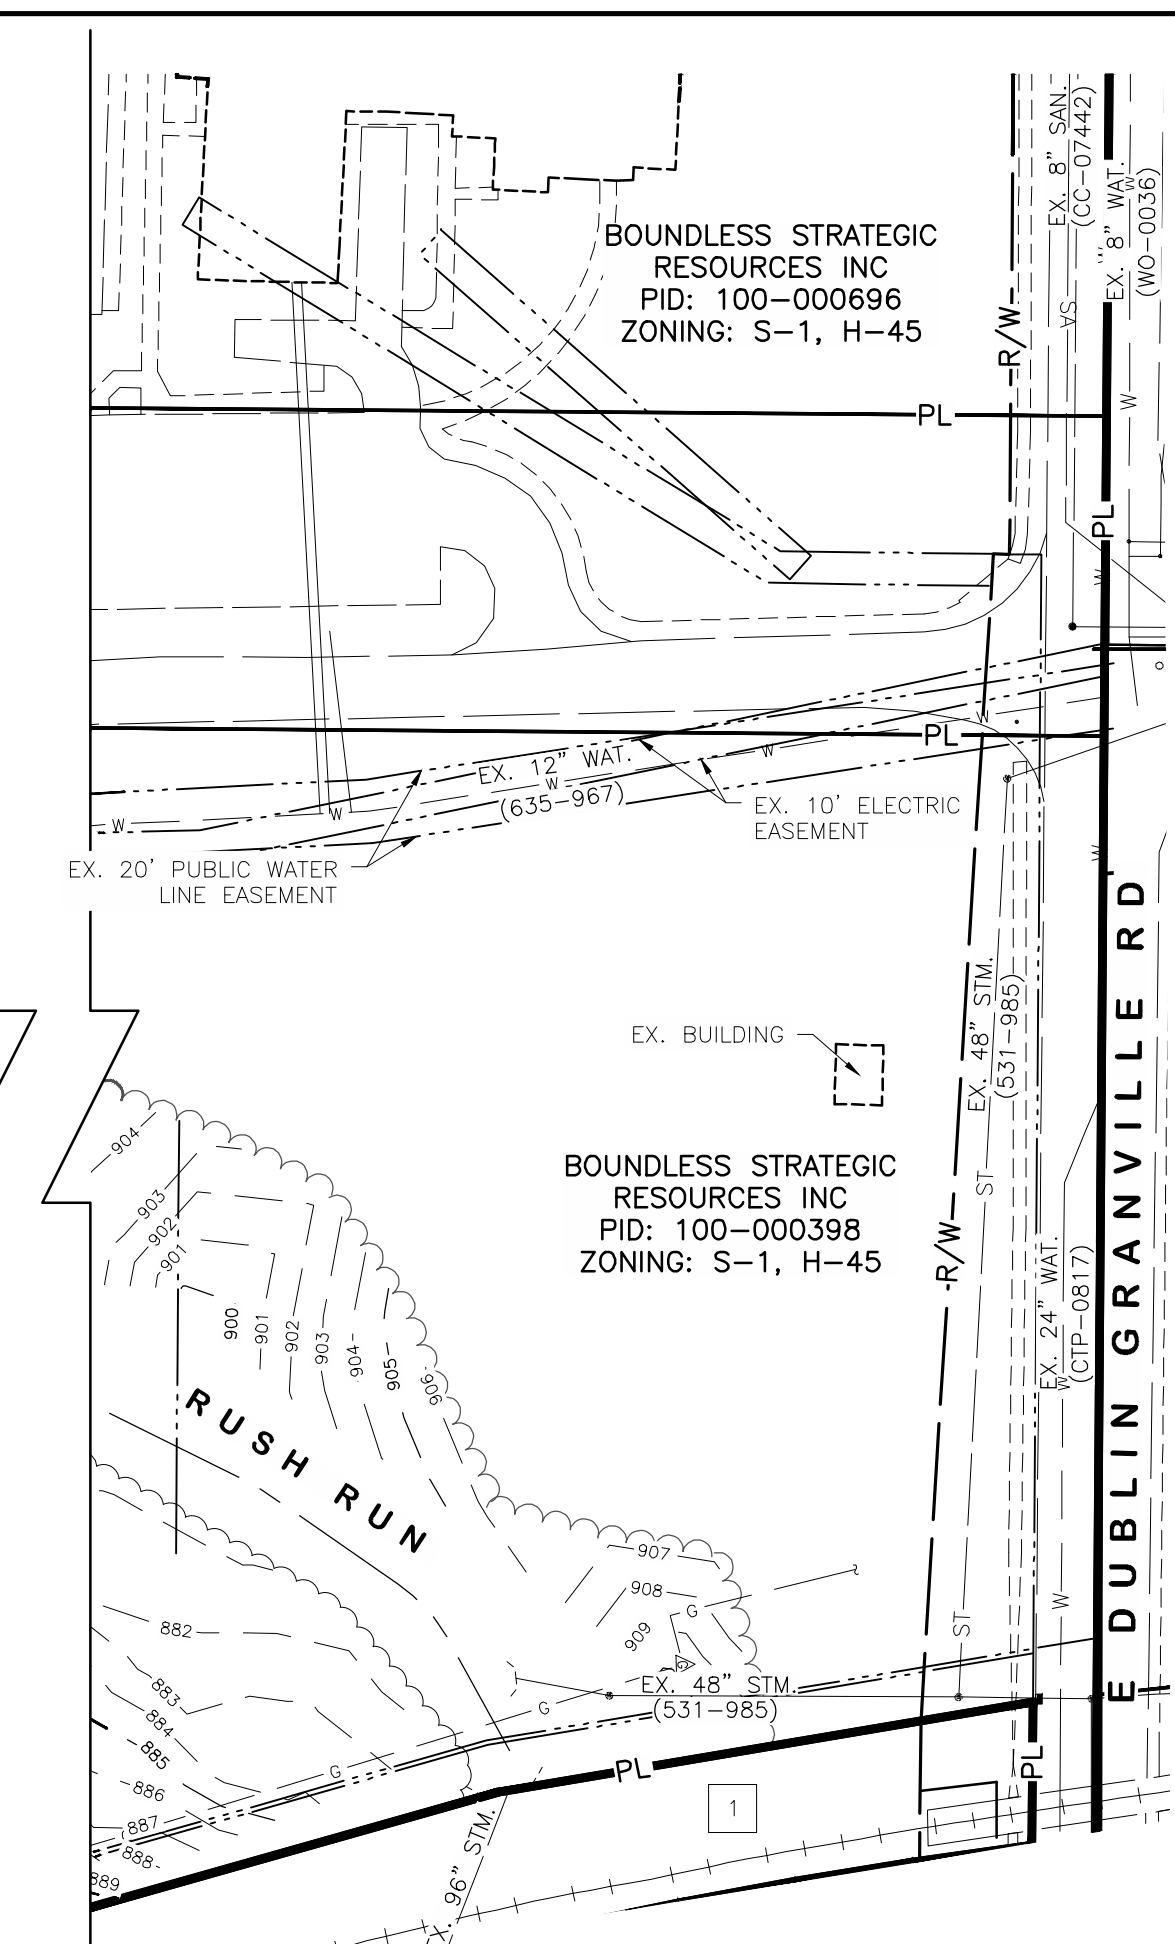 EX. 8" SAN.
(CC-07442)
EX. 8" WAT.
(WO-0036)
W
BOUNDLESS STRATEGIC
RESOURCES INC
PID: 100-000696
ZONING: S-1, H-45
R/W
SA
W
PL
PL
W
W
PL
EX. 12" WAT.
W
W
(635-967)
W
W
EX. 10' ELECTRIC
EASEMENT
EX. 20' PUBLIC WATER
LINE EASEMENT
W
E DUBLIN GRANVILLE RD
EX. 48" STM.
(531-985)
EX. BUILDING
BOUNDLESS STRATEGIC
RESOURCES INC
PID: 100-000398
ZONING: S-1, H-45
ST
R/W
EX. 24" WAT.
(CTP-0817)
W
904
903
902
901
900
901
902
903
904
905
906
RUSH RUN
907
908
909
G
G
W
ST
882
883
884
885
886
887
888
889
EX. 48" STM.
(531-985)
G
G
PL
PL
1
96" STM.